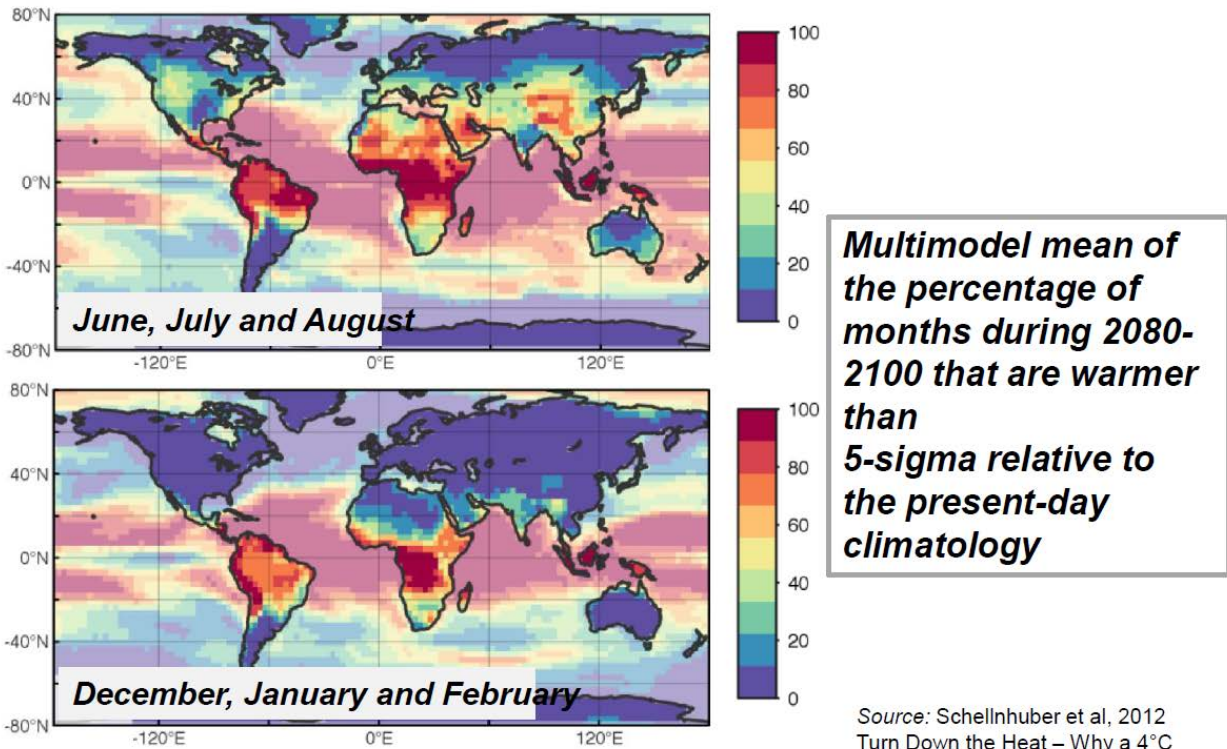 80°N
40°N
0°N
-40°N
-80°N
June, July and August
-120°E
0°E
120°E
100
80
60
40
20
0
80°N
40°N
0°N
-40°N
-80°N
December, January and February
-120°E
0°E
120°E
100
80
60
40
20
0
Multimodel mean of
the percentage of
months during 2080-
2100 that are warmer
than
5-sigma relative to
the present-day
climatology
Source: Schellnhuber et al, 2012
Turn Down the Heat – Why a 4°C